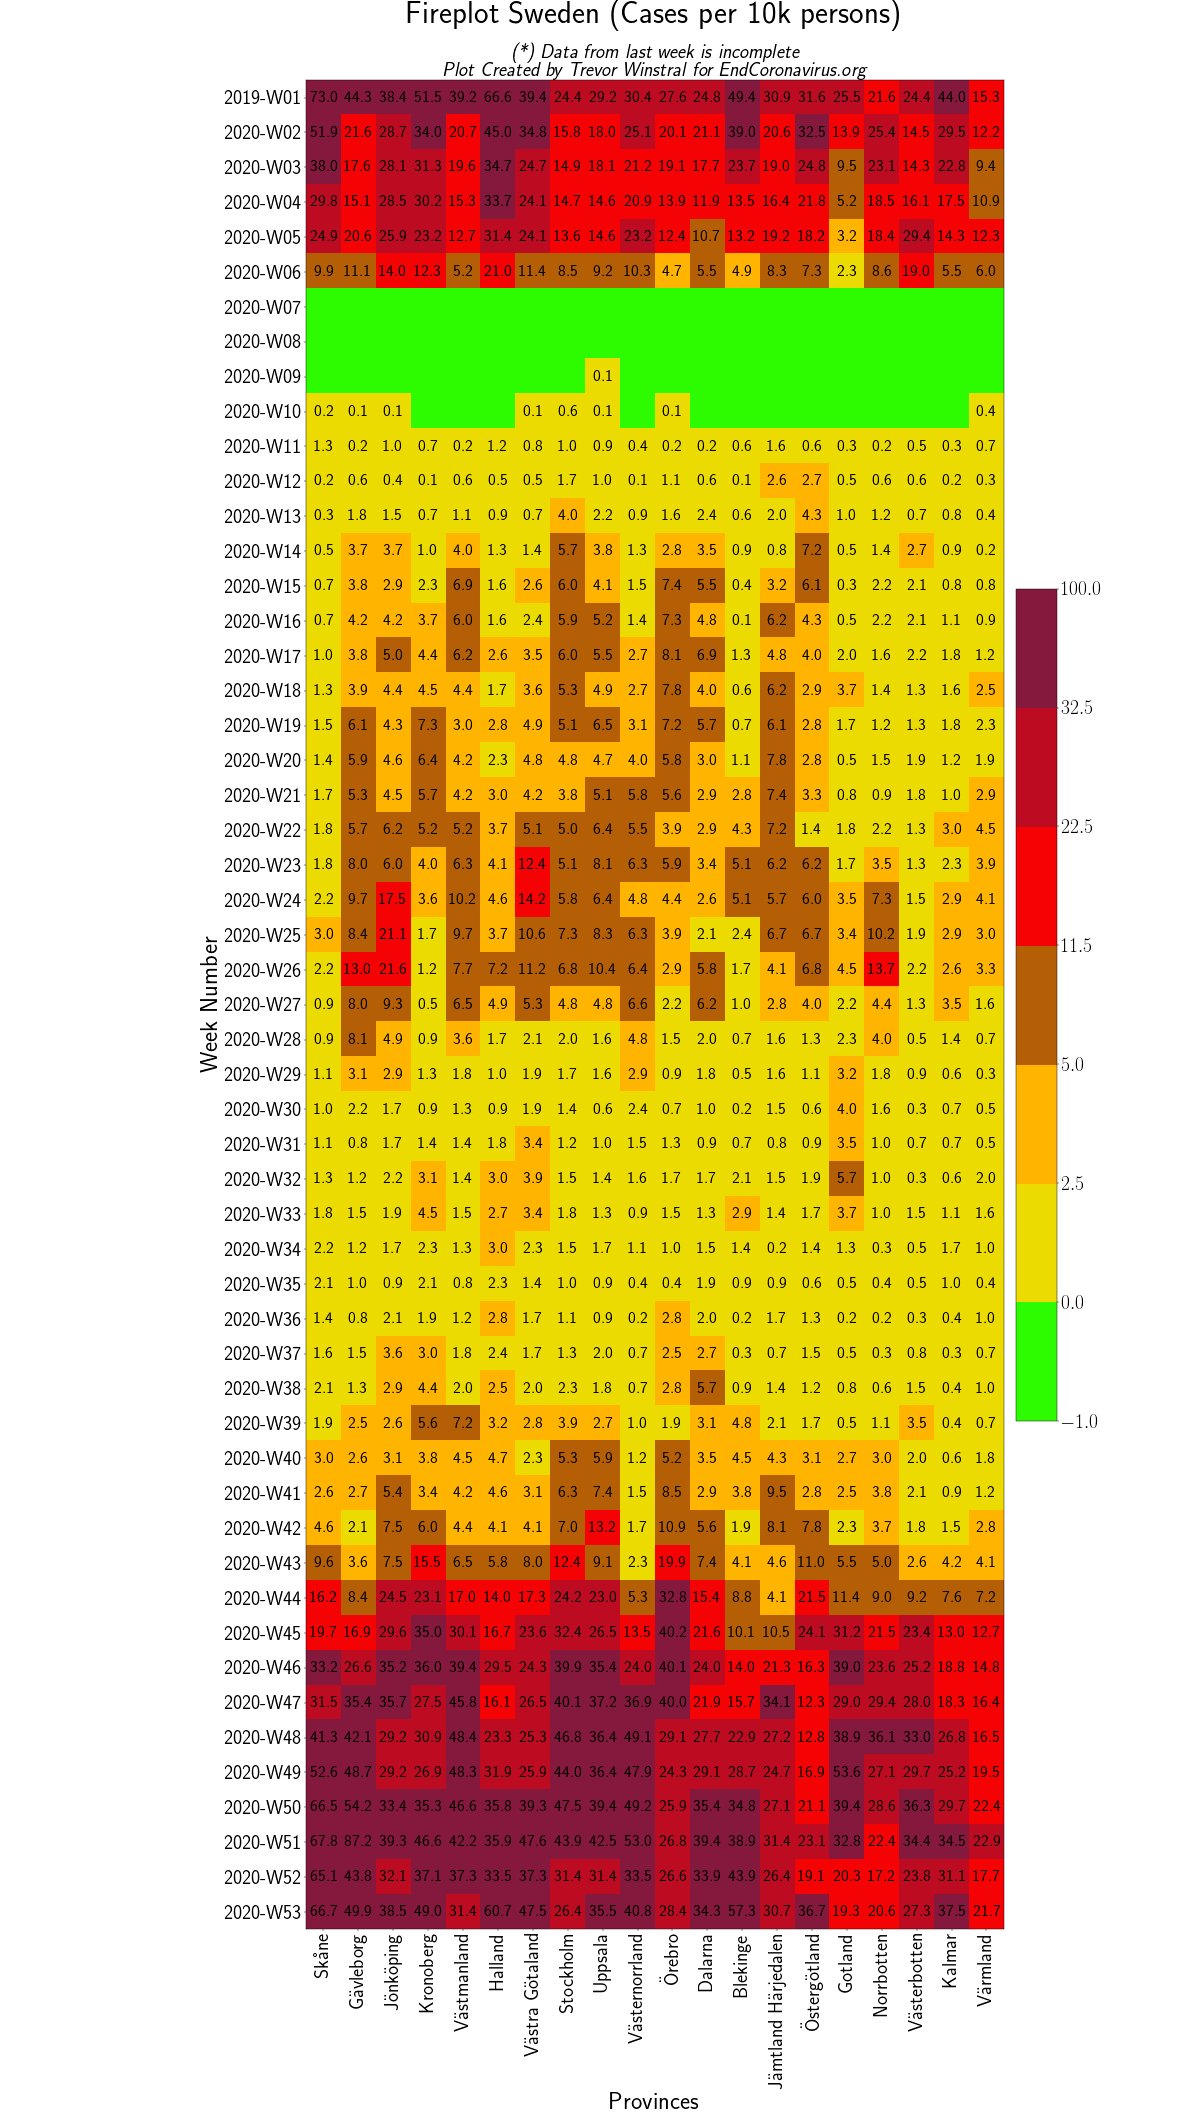 Fireplot Sweden (Cases per 10k persons)
(*) Data from last week is incomplete
Plot Created by Trevor Winstral for EndCoronavirus.org
2019-W01 73.0 44.3 38.4 51.5 39.2 66.6 39.4 24.4 29.2 30.4 27.6 24.8 49.4 30.9 31.6 25.5 21.6 24.4 44.0 15.3
2020-W02 51.9 21.6 28.7 34.0 20.7 45.0 34.8 15.8 18.0 25.1 20.1 21.1 39.0 20.6 32.5 13.9 25.4 14.5 29.5 12.2
2020-W03 38.0 17.6 28.1 31.3 19.6 34.7 24.7 14.9 18.1 21.2 19.1 17.7 23.7 19.0 24.8 9.5 23.1 14.3 22.8 9.4
2020-W04 29.8 15.1 28.5 30.2 15.3 33.7 24.1 14.7 14.6 20.9 13.9 11.9 13.5 16.4 21.8 5.2 18.5 16.1 17.5 10.9
2020-W05 24.9 20.6 25.9 23.2 12.7 31.4 24.1 13.6 14.6 23.2 12.4 10.7 13.2 19.2 18.2 3.2 18.4 29.4 14.3 12.3
2020-W06 9.9 11.1 14.0 12.3 5.2 21.0 11.4 8.5 9.2 10.3 4.7 5.5 4.9 8.3 7.3 2.3 8.6 19.0 5.5 6.0
2020-W07
2020-W08
2020-W09 0.1
2020-W10 0.2 0.1 0.1 0.1 0.6 0.1 0.1 0.4
2020-W11 1.3 0.2 1.0 0.7 0.2 1.2 0.8 1.0 0.9 0.4 0.2 0.2 0.6 1.6 0.6 0.3 0.2 0.5 0.3 0.7
2020-W12 0.2 0.6 0.4 0.1 0.6 0.5 0.5 1.7 1.0 0.1 1.1 0.6 0.1 2.6 2.7 0.5 0.6 0.6 0.2 0.3
2020-W13 0.3 1.8 1.5 0.7 1.1 0.9 0.7 4.0 2.2 0.9 1.6 2.4 0.6 2.0 4.3 1.0 1.2 0.7 0.8 0.4
2020-W14 0.5 3.7 3.7 1.0 4.0 1.3 1.4 5.7 3.8 1.3 2.8 3.5 0.9 0.8 7.2 0.5 1.4 2.7 0.9 0.2
2020-W15 0.7 3.8 2.9 2.3 6.9 1.6 2.6 6.0 4.1 1.5 7.4 5.5 0.4 3.2 6.1 0.3 2.2 2.1 0.8 0.8
2020-W16 0.7 4.2 4.2 3.7 6.0 1.6 2.4 5.9 5.2 1.4 7.3 4.8 0.1 6.2 4.3 0.5 2.2 2.1 1.1 0.9
2020-W17 1.0 3.8 5.0 4.4 6.2 2.6 3.5 6.0 5.5 2.7 8.1 6.9 1.3 4.8 4.0 2.0 1.6 2.2 1.8 1.2
2020-W18 1.3 3.9 4.4 4.5 4.4 1.7 3.6 5.3 4.9 2.7 7.8 4.0 0.6 6.2 2.9 3.7 1.4 1.3 1.6 2.5
2020-W19 1.5 6.1 4.3 7.3 3.0 2.8 4.9 5.1 6.5 3.1 7.2 5.7 0.7 6.1 2.8 1.7 1.2 1.3 1.8 2.3
2020-W20 1.4 5.9 4.6 6.4 4.2 2.3 4.8 4.8 4.7 4.0 5.8 3.0 1.1 7.8 2.8 0.5 1.5 1.9 1.2 1.9
2020-W21 1.7 5.3 4.5 5.7 4.2 3.0 4.2 3.8 5.1 5.8 5.6 2.9 2.8 7.4 3.3 0.8 0.9 1.8 1.0 2.9
2020-W22 1.8 5.7 6.2 5.2 5.2 3.7 5.1 5.0 6.4 5.5 3.9 2.9 4.3 7.2 1.4 1.8 2.2 1.3 3.0 4.5
2020-W23 1.8 8.0 6.0 4.0 6.3 4.1 12.4 5.1 8.1 6.3 5.9 3.4 5.1 6.2 6.2 1.7 3.5 1.3 2.3 3.9
2020-W24 2.2 9.7 17.5 3.6 10.2 4.6 14.2 5.8 6.4 4.8 4.4 2.6 5.1 5.7 6.0 3.5 7.3 1.5 2.9 4.1
2020-W25 3.0 8.4 21.1 1.7 9.7 3.7 10.6 7.3 8.3 6.3 3.9 2.1 2.4 6.7 6.7 3.4 10.2 1.9 2.9 3.0
2020-W26 2.2 13.0 21.6 1.2 7.7 7.2 11.2 6.8 10.4 6.4 2.9 5.8 1.7 4.1 6.8 4.5 13.7 2.2 2.6 3.3
2020-W27 0.9 8.0 9.3 0.5 6.5 4.9 5.3 4.8 4.8 6.6 2.2 6.2 1.0 2.8 4.0 2.2 4.4 1.3 3.5 1.6
2020-W28 0.9 8.1 4.9 0.9 3.6 1.7 2.1 2.0 1.6 4.8 1.5 2.0 0.7 1.6 1.3 2.3 4.0 0.5 1.4 0.7
2020-W29 1.1 3.1 2.9 1.3 1.8 1.0 1.9 1.7 1.6 2.9 0.9 1.8 0.5 1.6 1.1 3.2 1.8 0.9 0.6 0.3
2020-W30 1.0 2.2 1.7 0.9 1.3 0.9 1.9 1.4 0.6 2.4 0.7 1.0 0.2 1.5 0.6 4.0 1.6 0.3 0.7 0.5
2020-W31 1.1 0.8 1.7 1.4 1.4 1.8 3.4 1.2 1.0 1.5 1.3 0.9 0.7 0.8 0.9 3.5 1.0 0.7 0.7 0.5
2020-W32 1.3 1.2 2.2 3.1 1.4 3.0 3.9 1.5 1.4 1.6 1.7 1.7 2.1 1.5 1.9 5.7 1.0 0.3 0.6 2.0
2020-W33 1.8 1.5 1.9 4.5 1.5 2.7 3.4 1.8 1.3 0.9 1.5 1.3 2.9 1.4 1.7 3.7 1.0 1.5 1.1 1.6
2020-W34 2.2 1.2 1.7 2.3 1.3 3.0 2.3 1.5 1.7 1.1 1.0 1.5 1.4 0.2 1.4 1.3 0.3 0.5 1.7 1.0
2020-W35 2.1 1.0 0.9 2.1 0.8 2.3 1.4 1.0 0.9 0.4 0.4 1.9 0.9 0.9 0.6 0.5 0.4 0.5 1.0 0.4
2020-W36 1.4 0.8 2.1 1.9 1.2 2.8 1.7 1.1 0.9 0.2 2.8 2.0 0.2 1.7 1.3 0.2 0.2 0.3 0.4 1.0
2020-W37 1.6 1.5 3.6 3.0 1.8 2.4 1.7 1.3 2.0 0.7 2.5 2.7 0.3 0.7 1.5 0.5 0.3 0.8 0.3 0.7
2020-W38 2.1 1.3 2.9 4.4 2.0 2.5 2.0 2.3 1.8 0.7 2.8 5.7 0.9 1.4 1.2 0.8 0.6 1.5 0.4 1.0
2020-W39 1.9 2.5 2.6 5.6 7.2 3.2 2.8 3.9 2.7 1.0 1.9 3.1 4.8 2.1 1.7 0.5 1.1 3.5 0.4 0.7
2020-W40 3.0 2.6 3.1 3.8 4.5 4.7 2.3 5.3 5.9 1.2 5.2 3.5 4.5 4.3 3.1 2.7 3.0 2.0 0.6 1.8
2020-W41 2.6 2.7 5.4 3.4 4.2 4.6 3.1 6.3 7.4 1.5 8.5 2.9 3.8 9.5 2.8 2.5 3.8 2.1 0.9 1.2
2020-W42 4.6 2.1 7.5 6.0 4.4 4.1 4.1 7.0 13.2 1.7 10.9 5.6 1.9 8.1 7.8 2.3 3.7 1.8 1.5 2.8
2020-W43 9.6 3.6 7.5 15.5 6.5 5.8 8.0 12.4 9.1 2.3 19.9 7.4 4.1 4.6 11.0 5.5 5.0 2.6 4.2 4.1
2020-W44 16.2 8.4 24.5 23.1 17.0 14.0 17.3 24.2 23.0 5.3 32.8 15.4 8.8 4.1 21.5 11.4 9.0 9.2 7.6 7.2
2020-W45 19.7 16.9 29.6 35.0 30.1 16.7 23.6 32.4 26.5 13.5 40.2 21.6 10.1 10.5 24.1 31.2 21.5 23.4 13.0 12.7
2020-W46 33.2 26.6 35.2 36.0 39.4 29.5 24.3 39.9 35.4 24.0 40.1 24.0 14.0 21.3 16.3 39.0 23.6 25.2 18.8 14.8
2020-W47 31.5 35.4 35.7 27.5 45.8 16.1 26.5 40.1 37.2 36.9 40.0 21.9 15.7 34.1 12.3 29.0 29.4 28.0 18.3 16.4
2020-W48 41.3 42.1 29.2 30.9 48.4 23.3 25.3 46.8 36.4 49.1 29.1 27.7 22.9 27.2 12.8 38.9 36.1 33.0 26.8 16.5
2020-W49 52.6 48.7 29.2 26.9 48.3 31.9 25.9 44.0 36.4 47.9 24.3 29.1 28.7 24.7 16.9 53.6 27.1 29.7 25.2 19.5
2020-W50 66.5 54.2 33.4 35.3 46.6 35.8 39.3 47.5 39.4 49.2 25.9 35.4 34.8 27.1 21.1 39.4 28.6 36.3 29.7 22.4
2020-W51 67.8 87.2 39.3 46.6 42.2 35.9 47.6 43.9 42.5 53.0 26.8 39.4 38.9 31.4 23.1 32.8 22.4 34.4 34.5 22.9
2020-W52 65.1 43.8 32.1 37.1 37.3 33.5 37.3 31.4 31.4 33.5 26.6 33.9 43.9 26.4 19.1 20.3 17.2 23.8 31.1 17.7
2020-W53 66.7 49.9 38.5 49.0 31.4 60.7 47.5 26.4 35.5 40.8 28.4 34.3 57.3 30.7 36.7 19.3 20.6 27.3 37.5 21.7
Week Number
Skåne
Gävleborg
Jönköping
Kronoberg
Västmanland
Halland
Västra Götaland
Stockholm
Uppsala
Västernorrland
Örebro
Dalarna
Blekinge
Jämtland Härjedalen
Östergötland
Gotland
Norrbotten
Västerbotten
Kalmar
Värmland
Provinces
100.0
32.5
22.5
11.5
5.0
2.5
0.0
−1.0